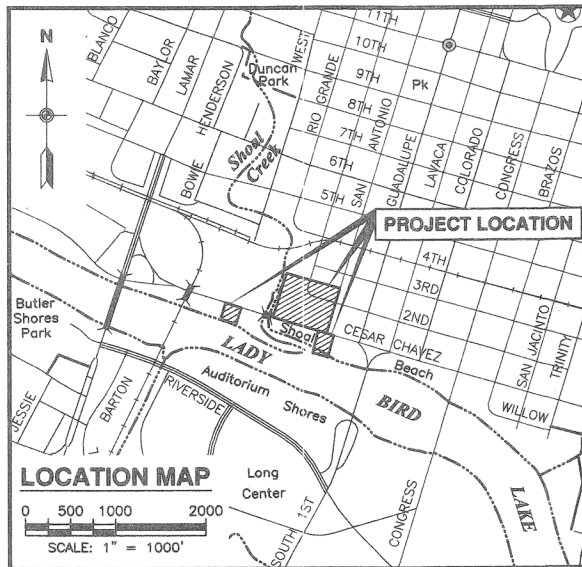 11TH
10TH
9TH
8TH
7TH
6TH
5TH
4TH
3RD
2ND
BLANCO
BAYLOR
LAMAR
HENDERSON
BOWIE
WEST
RIO GRANDE
SAN ANTONIO
GUADALUPE
LAVACA
COLORADO
CONGRESS
BRAZOS
N
Duncan
Park
Pk
Shoal
Creek
PROJECT LOCATION
Butler
Shores
Park
Shoal
CESAR CHAVEZ
Beach
SAN JACINTO
TRINITY
WILLOW
LADY
BIRD
LAKE
Auditorium
Shores
JESSIE
BARTON
RIVERSIDE
Long
Center
SOUTH 1ST
CONGRESS
LOCATION MAP
0 500 1000 2000
SCALE: 1" = 1000'